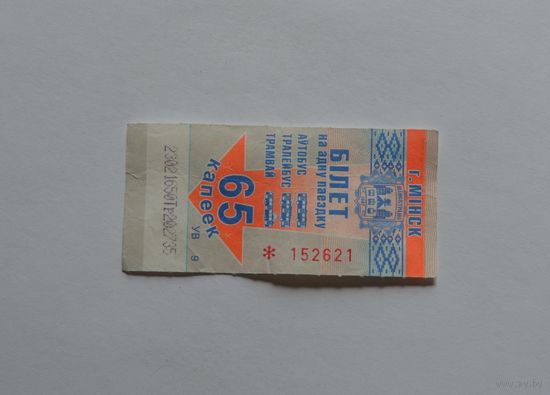 г. МІНСК
БІЛЕТ
на адну паездку
АЎТОБУС
ТРАЛЕЙБУС
ТРАМВАЙ
65
капеек
УВ 9
* 152621